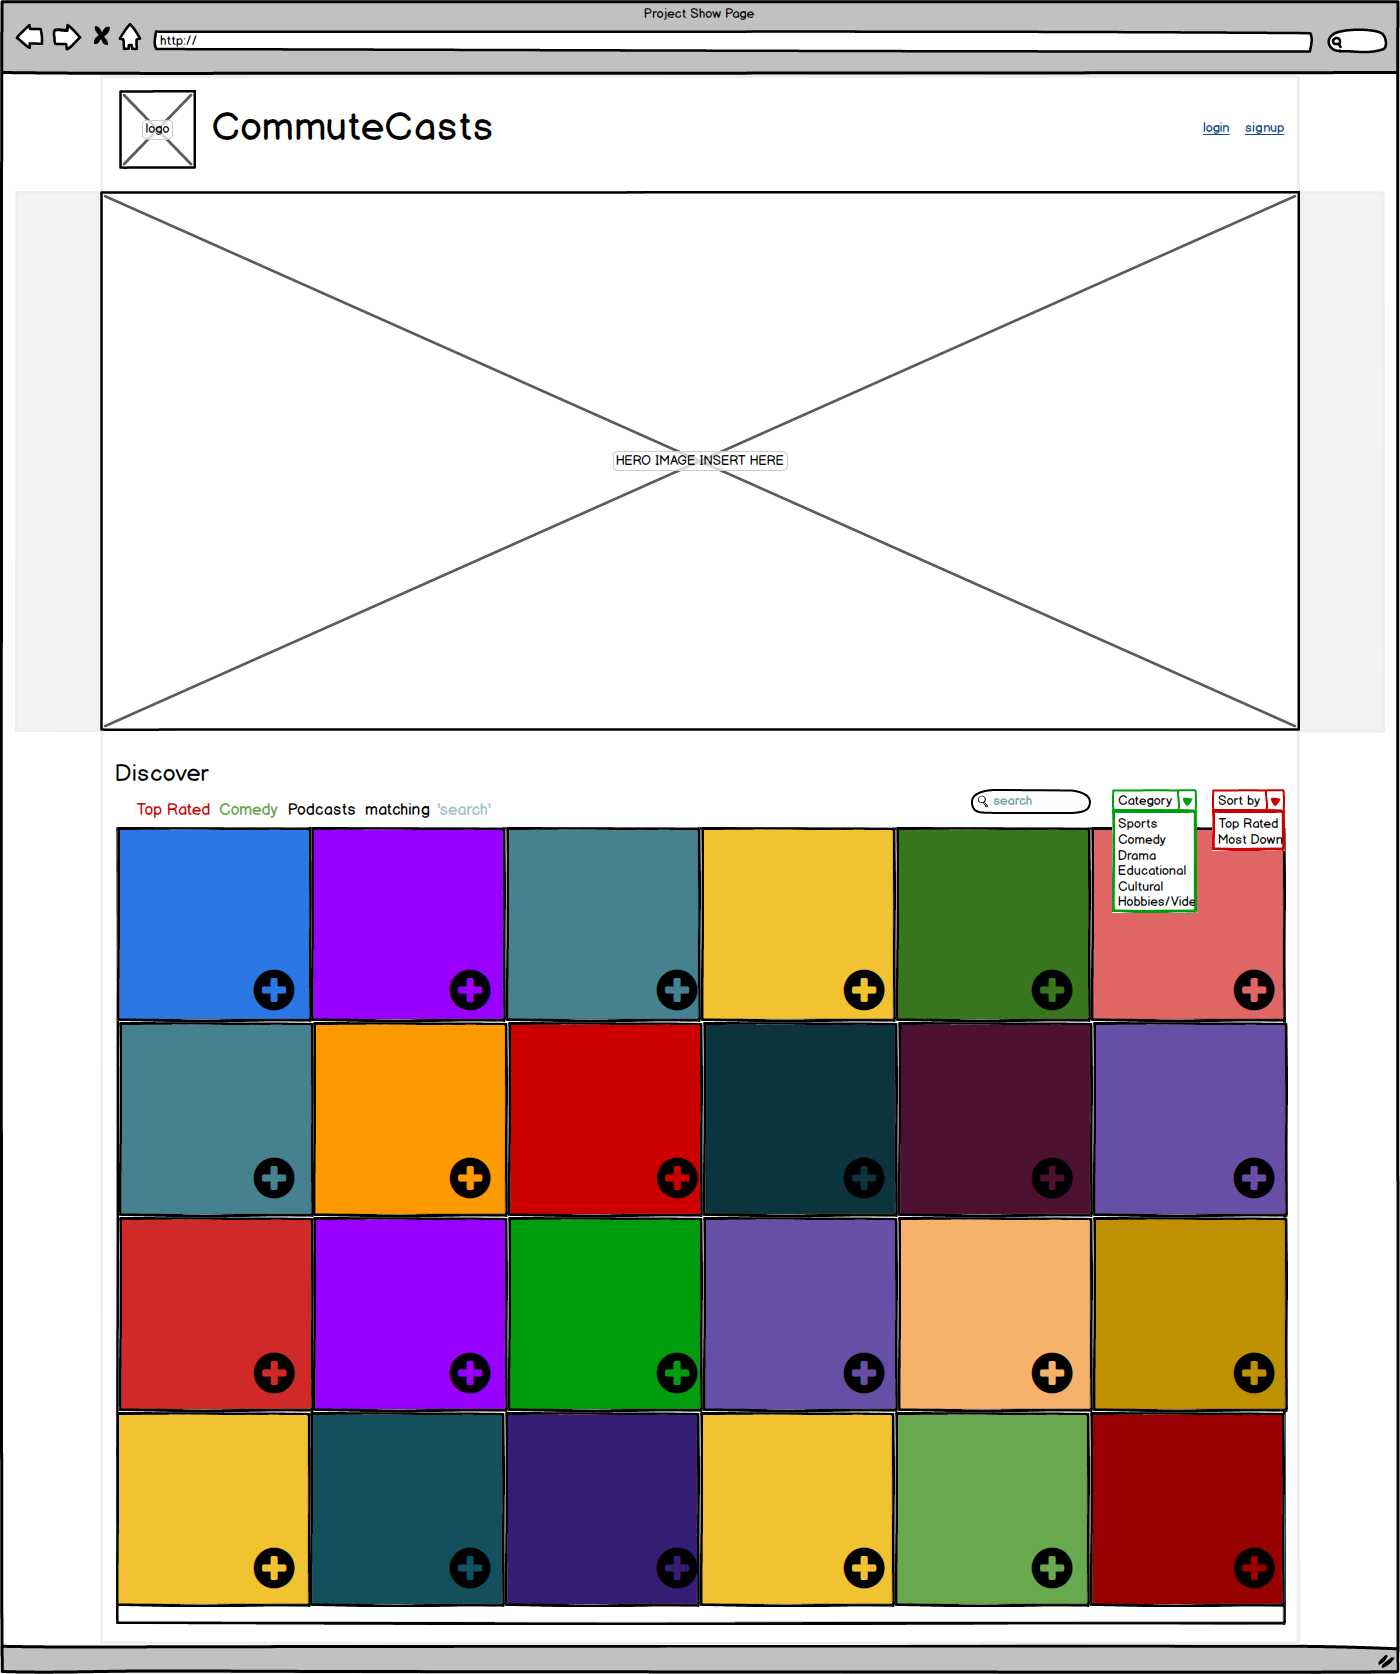 Project Show Page
http://
logo
CommuteCasts
login signup
HERO IMAGE INSERT HERE
Discover
Top Rated Comedy Podcasts matching 'search'
search
Category
Sports
Comedy
Drama
Educational
Cultural
Hobbies/Vide
Sort by
Top Rated
Most Down